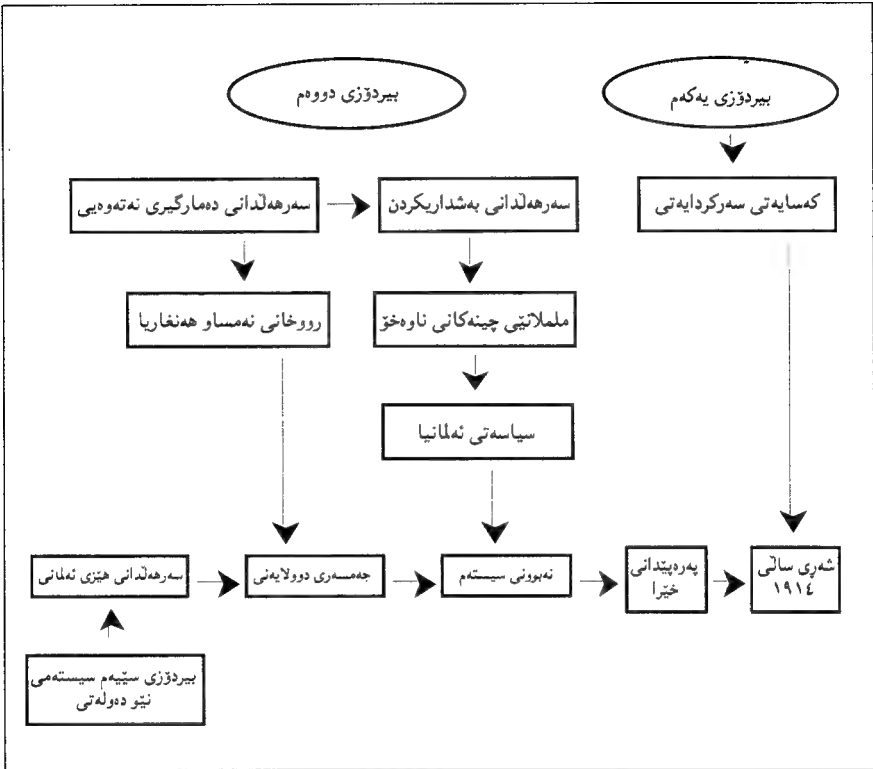 بیردۆزی یەکەم
بیردۆزی دووەم
کەسایەتی سەرکردایەتی
سەرهەڵدانی بەشداریکردن
سەرهەڵدانی دەمارگیری نەتەوەیی
ململانێی چینەکانی ناوەخۆ
رووخانی نەمساو هەنغاریا
سیاسەتی ئەلمانیا
شەڕی ساڵی
١٩١٤
پەرەپێدانی
خێرا
نەبوونی سیستەم
جەمسەری دوولایەنی
سەرهەڵدانی هێزی ئەلمانی
بیردۆزی سێیەم سیستەمی
نێو دەولەتی